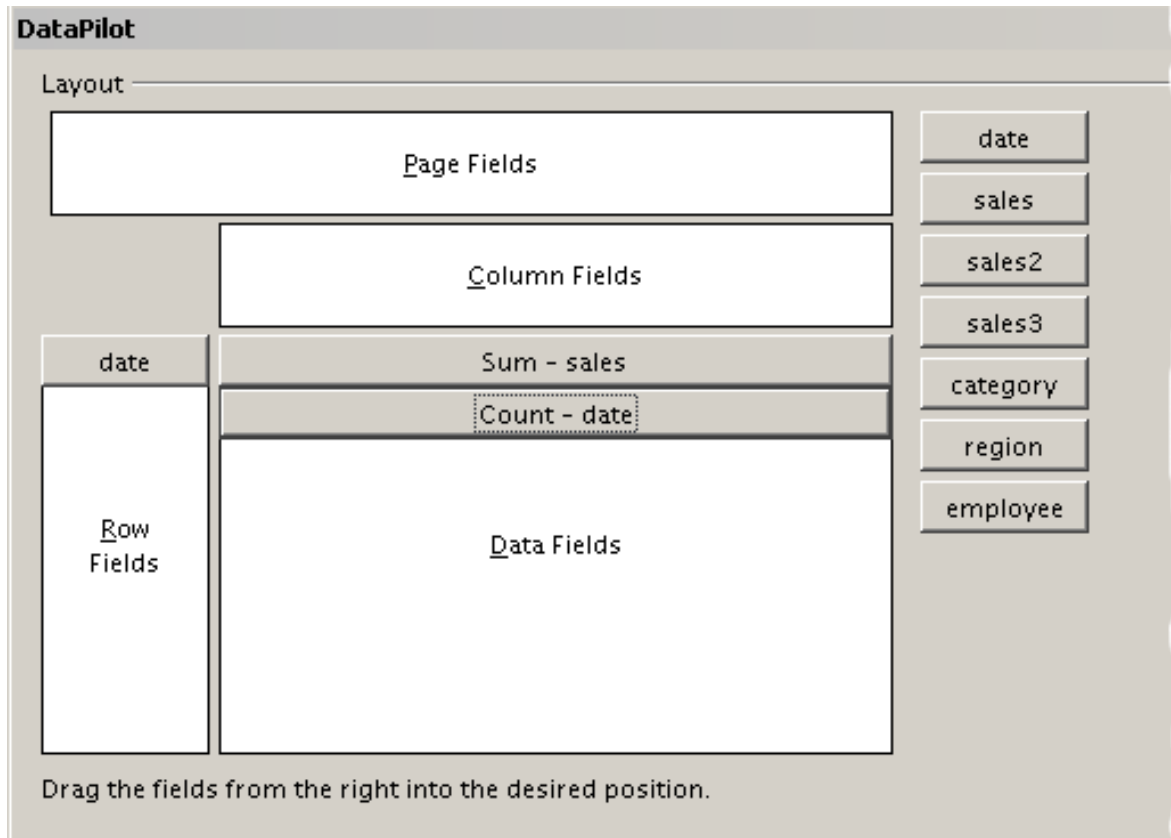 DataPilot
Layout
Page Fields
date
sales
Column Fields
sales2
sales3
date
Sum - sales
category
Count - date
region
employee
Row
Fields
Data Fields
Drag the fields from the right into the desired position.